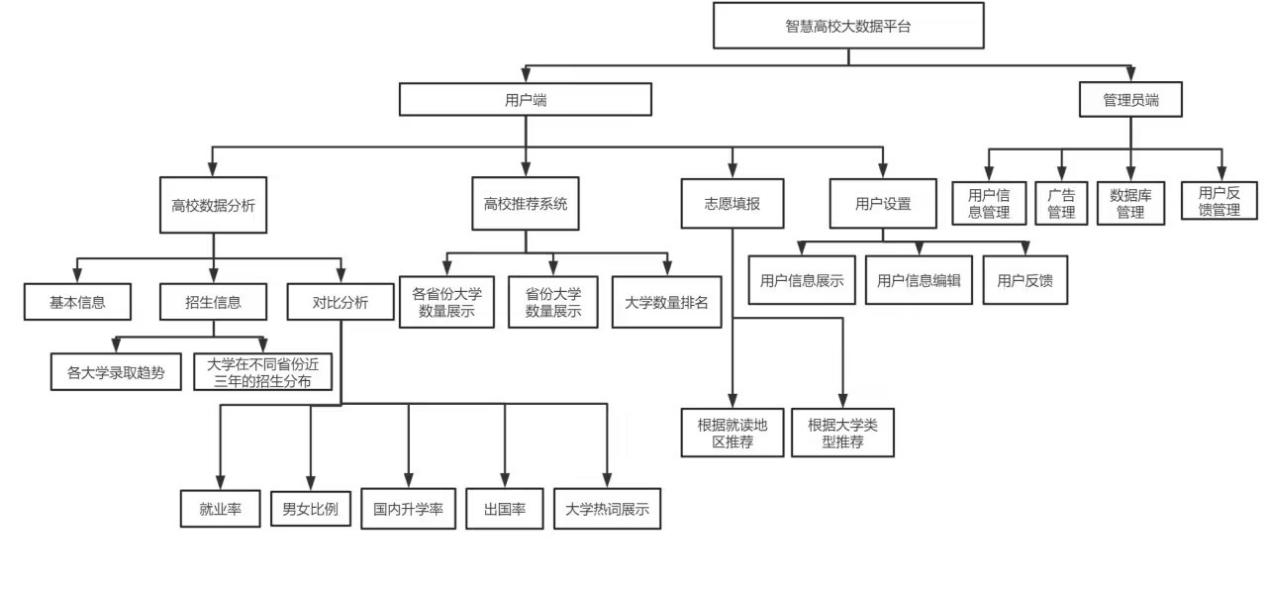 智慧高校大数据平台
用户端
管理员端
高校数据分析
高校推荐系统
志愿填报
用户设置
用户信
息管理
广告
管理
数据库
管理
用户反
馈管理
基本信息
招生信息
对比分析
各省份大学
数量展示
省份大学
数量展示
大学数量排名
用户信息展示
用户信息编辑
用户反馈
各大学录取趋势
大学在不同省份近
三年的招生分布
根据就读地
区推荐
根据大学类
型推荐
就业率
男女比例
国内升学率
出国率
大学热词展示